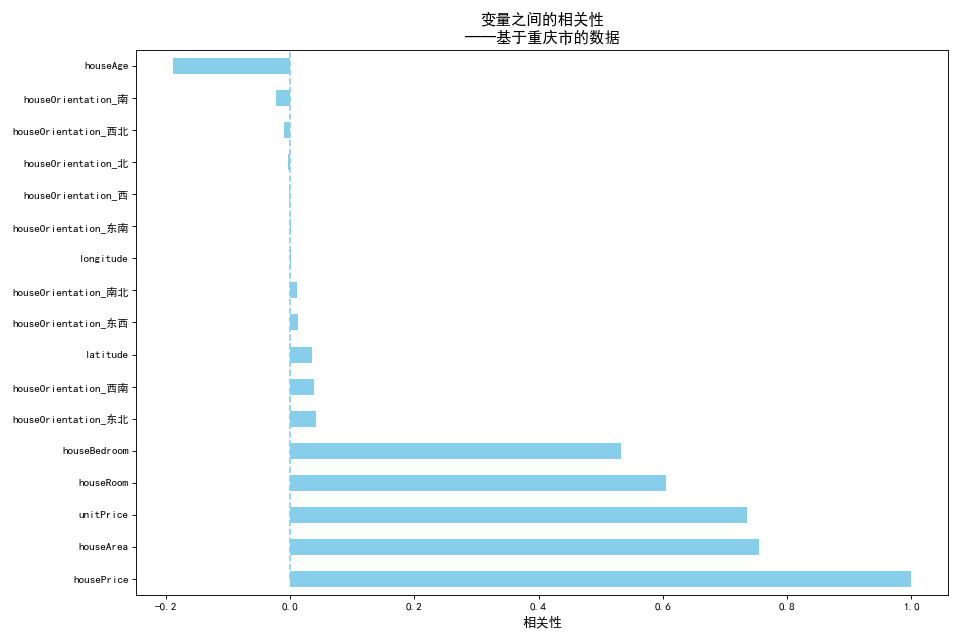 变量之间的相关性
——基于重庆市的数据
houseAge
houseOrientation_南
houseOrientation_西北
houseOrientation_北
houseOrientation_西
houseOrientation_东南
longitude
houseOrientation_南北
houseOrientation_东西
latitude
houseOrientation_西南
houseOrientation_东北
houseBedroom
houseRoom
unitPrice
houseArea
housePrice
−0.2 0.0 0.2 0.4 0.6 0.8 1.0
相关性